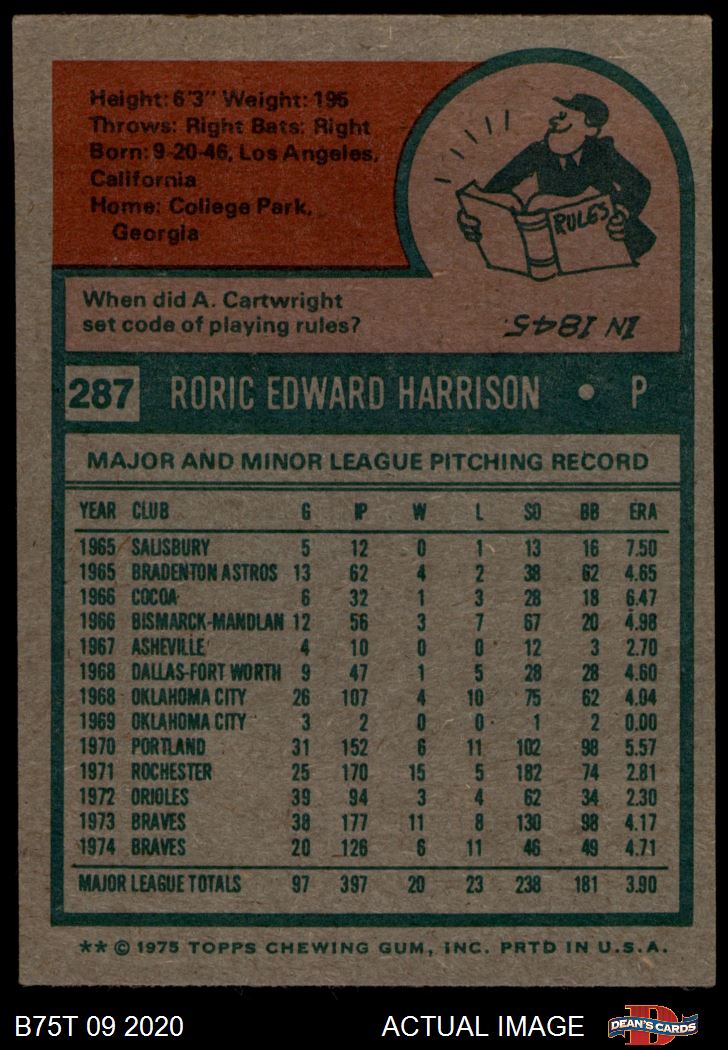 Height: 6'3" Weight: 195
Throws: Right Bats: Right
Born: 9-20-46, Los Angeles,
California
Home: College Park,
Georgia
RULES
When did A. Cartwright
set code of playing rules?
IN 1845.
287 RORIC EDWARD HARRISON • P
MAJOR AND MINOR LEAGUE PITCHING RECORD
YEAR CLUB G IP W L SO BB ERA
1965 SALISBURY 5 12 0 1 13 16 7.50
1965 BRADENTON ASTROS 13 62 4 2 38 62 4.65
1966 COCOA 6 32 1 3 28 18 6.47
1966 BISMARCK-MANDLAN 12 56 3 7 67 20 4.98
1967 ASHEVILLE 4 10 0 0 12 3 2.70
1968 DALLAS-FORT WORTH 9 47 1 5 28 28 4.60
1968 OKLAHOMA CITY 26 107 4 10 75 62 4.04
1969 OKLAHOMA CITY 3 2 0 0 1 2 0.00
1970 PORTLAND 31 152 6 11 102 98 5.57
1971 ROCHESTER 25 170 15 5 182 74 2.81
1972 ORIOLES 39 94 3 4 62 34 2.30
1973 BRAVES 38 177 11 8 130 98 4.17
1974 BRAVES 20 126 6 11 46 49 4.71
MAJOR LEAGUE TOTALS 97 397 20 23 238 181 3.90
** © 1975 TOPPS CHEWING GUM, INC. PRTD IN U.S.A.
B75T 09 2020 ACTUAL IMAGE D DEAN'S CARDS